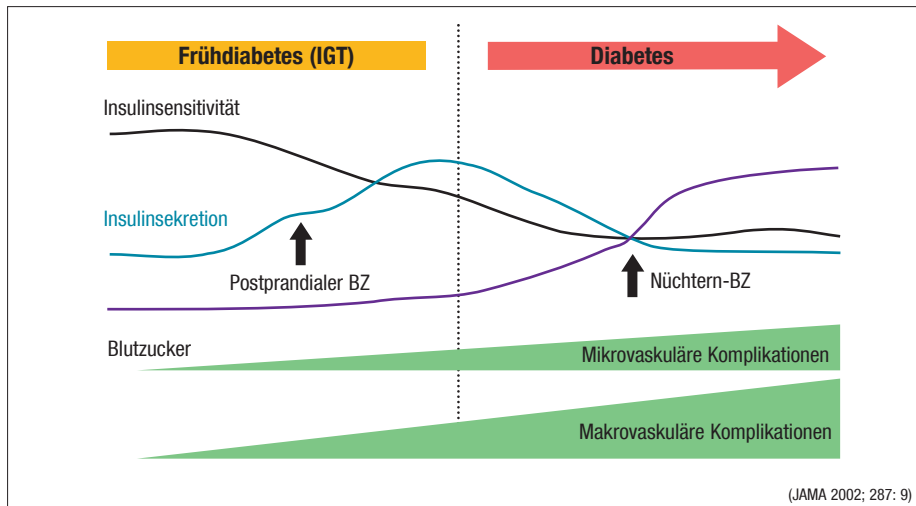 Frühdiabetes (IGT)
Diabetes
Insulinsensitivität
Insulinsekretion
Postprandialer BZ
Nüchtern-BZ
Blutzucker
Mikrovaskuläre Komplikationen
Makrovaskuläre Komplikationen
(JAMA 2002; 287: 9)